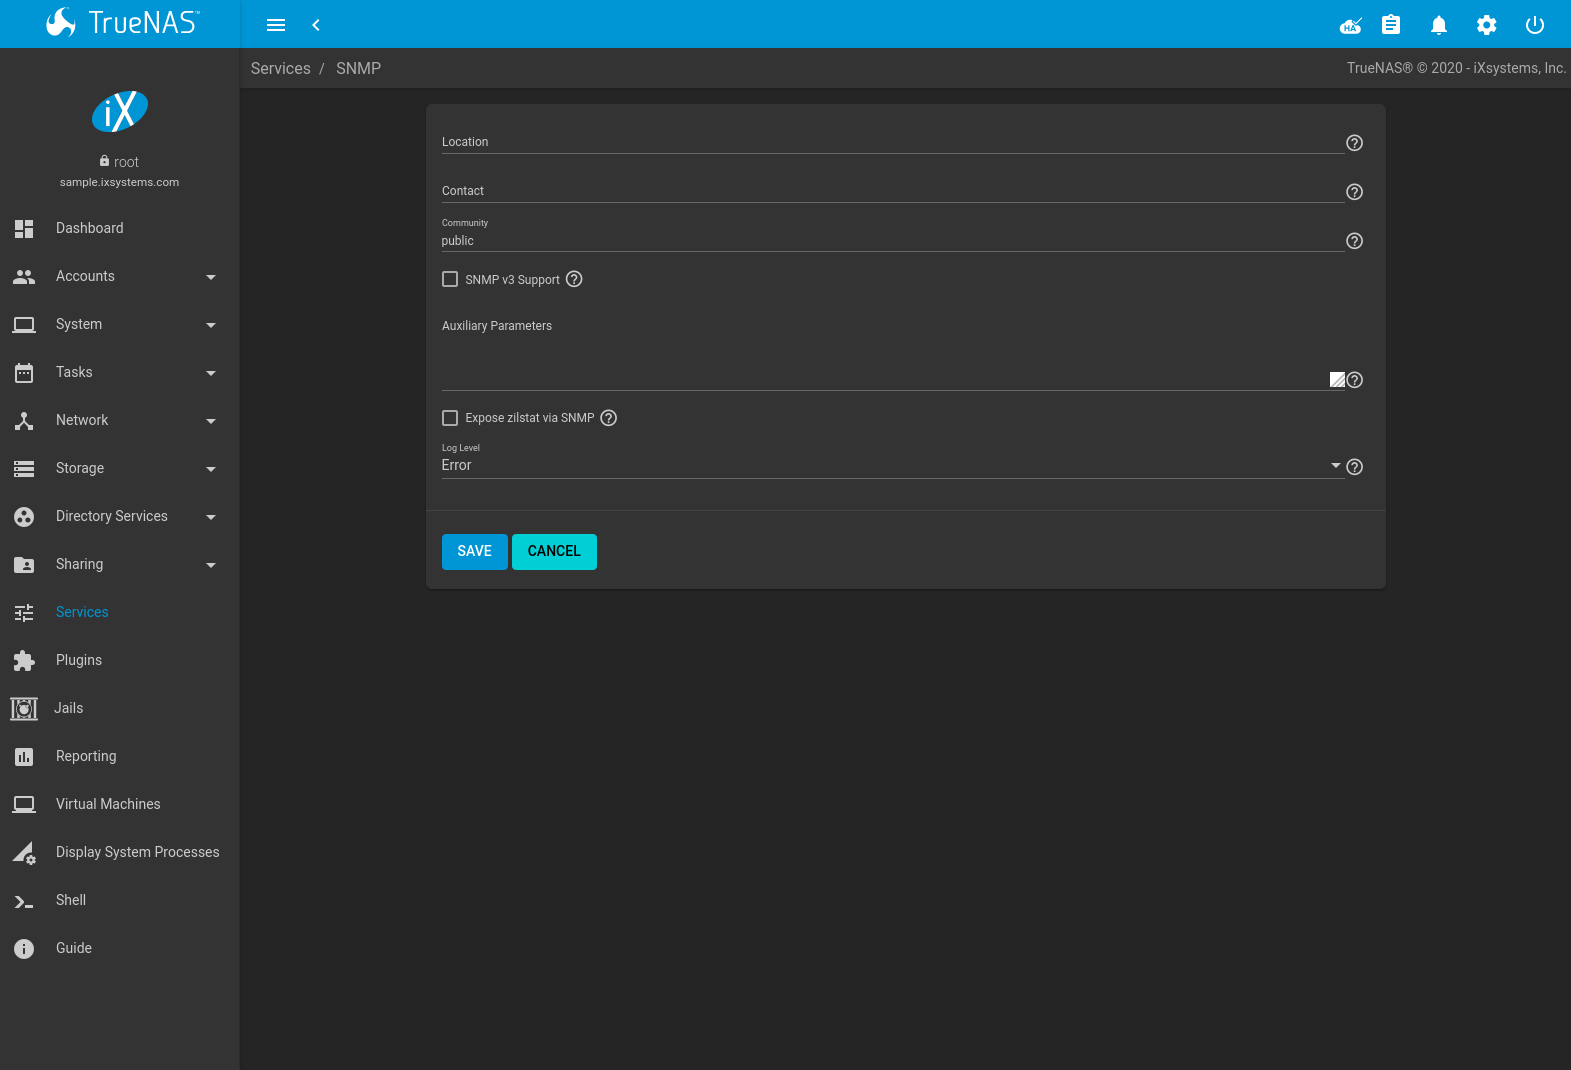 TrueNAS™
HA
Services / SNMP
TrueNAS® © 2020 - iXsystems, Inc.
iX
root
sample.ixsystems.com
Dashboard
Accounts
System
Tasks
Network
Storage
Directory Services
Sharing
Services
Plugins
Jails
Reporting
Virtual Machines
Display System Processes
Shell
Guide
Location
Contact
Community
public
SNMP v3 Support
Auxiliary Parameters
Expose zilstat via SNMP
Log Level
Error
SAVE CANCEL